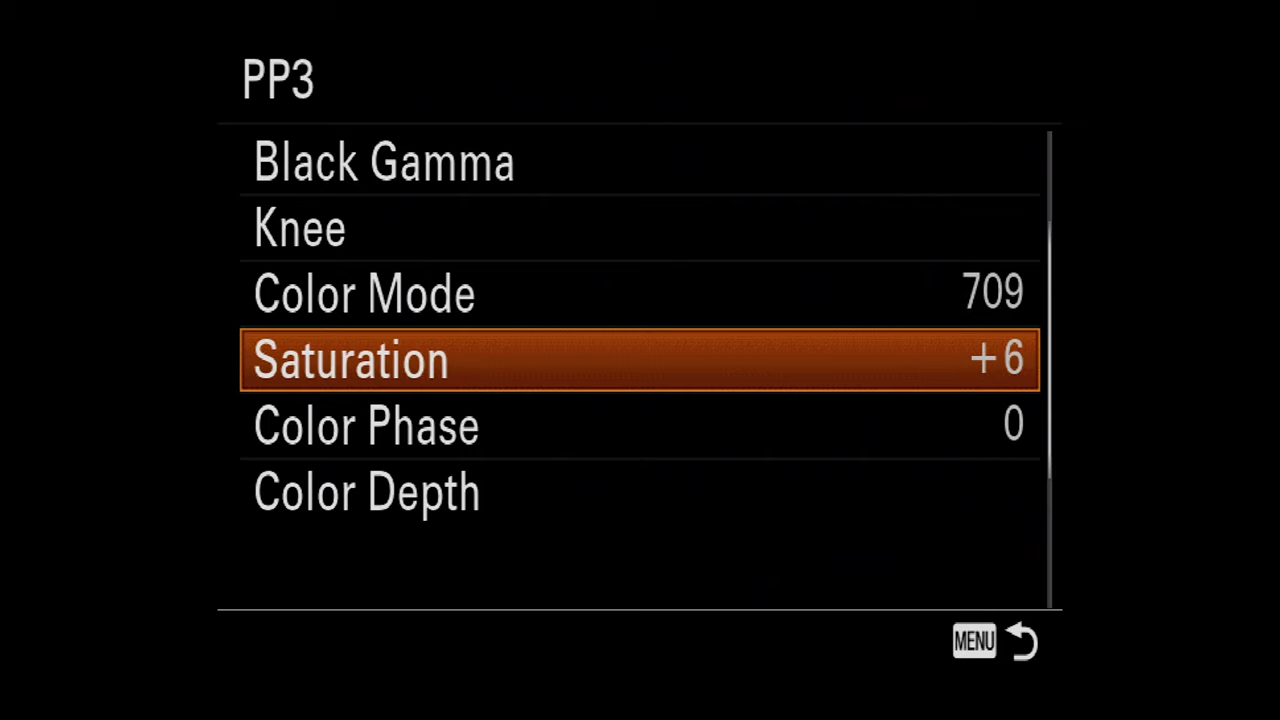 PP3
Black Gamma
Knee
Color Mode 709
Saturation +6
Color Phase 0
Color Depth
MENU